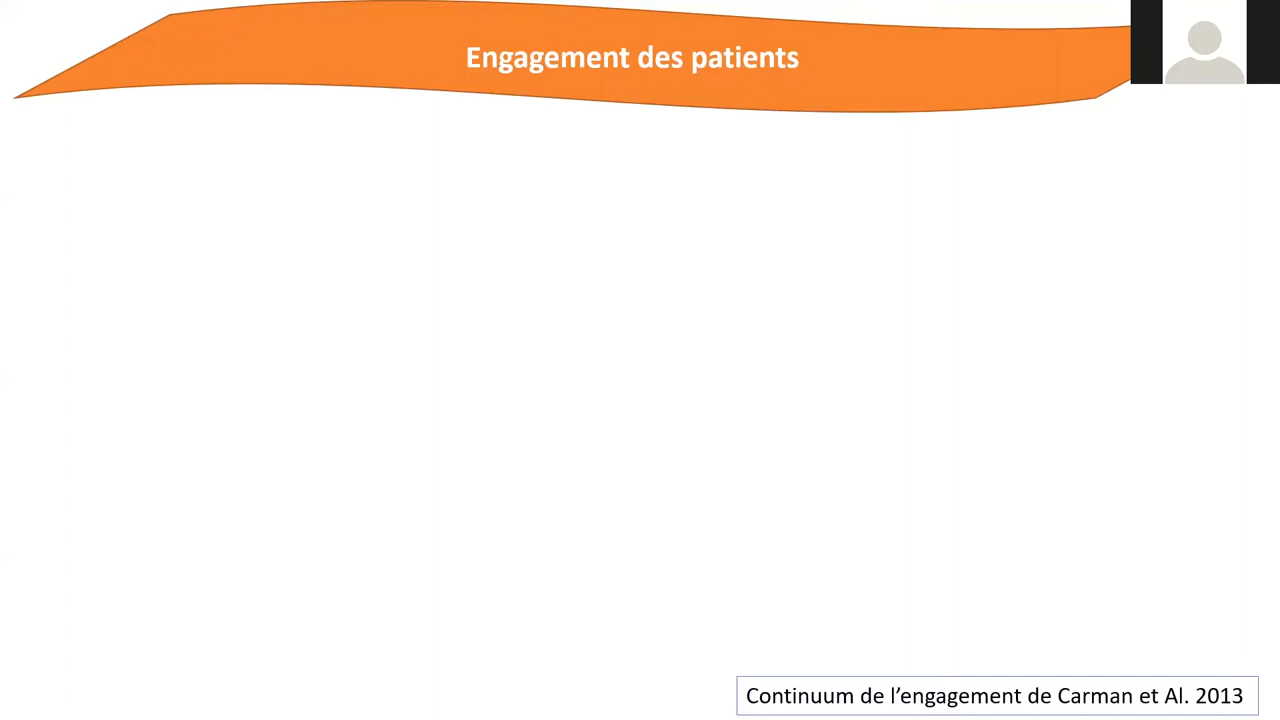 Engagement des patients
Continuum de l’engagement de Carman et Al. 2013